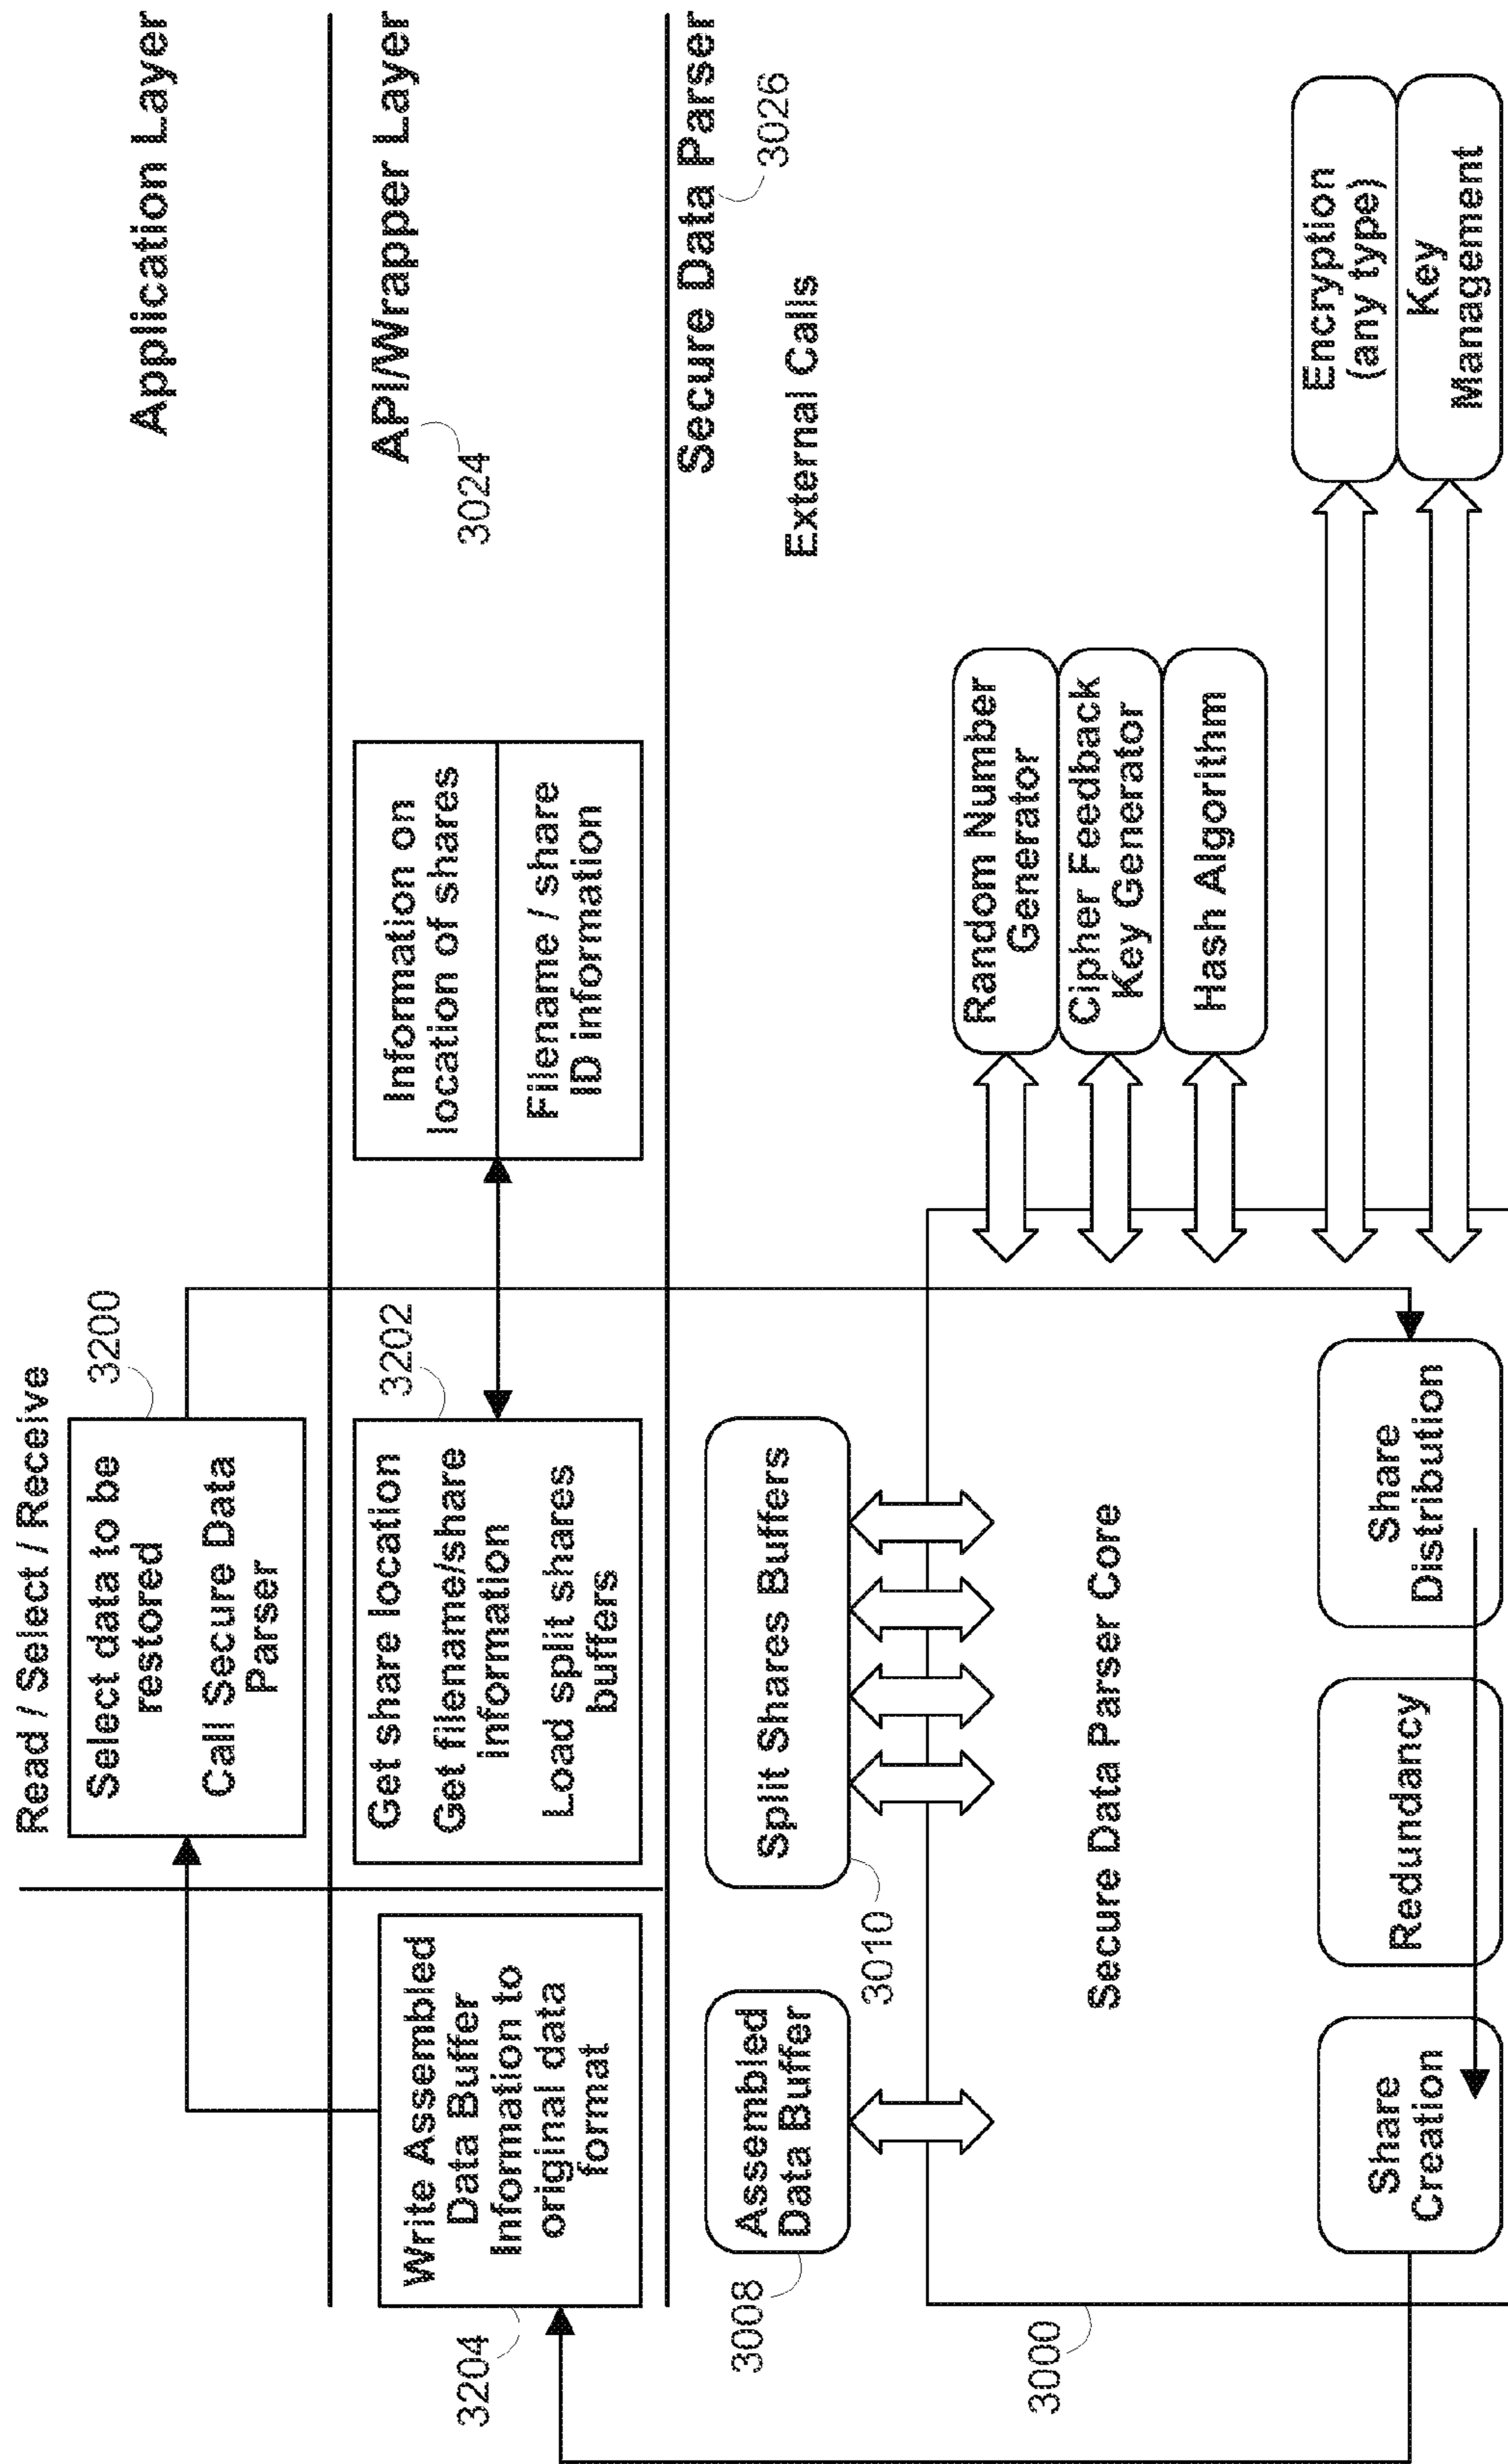 Read / Select / Receive
3200
Select data to be
restored
Call Secure Data
Parser
Application Layer
3204
Write Assembled
Data Buffer
Information to
original data
format
3202
Get share location
Get filename/share
information
Load split shares
buffers
Information on
location of shares
Filename / share
ID information
API/Wrapper Layer
3024
Secure Data Parser
3026
3008
Assembled
Data Buffer
3010
Split Shares Buffers
External Calls
3000
Secure Data Parser Core
Random Number
Generator
Cipher Feedback
Key Generator
Hash Algorithm
Share
Creation
Redundancy
Share
Distribution
Encryption
(any type)
Key
Management